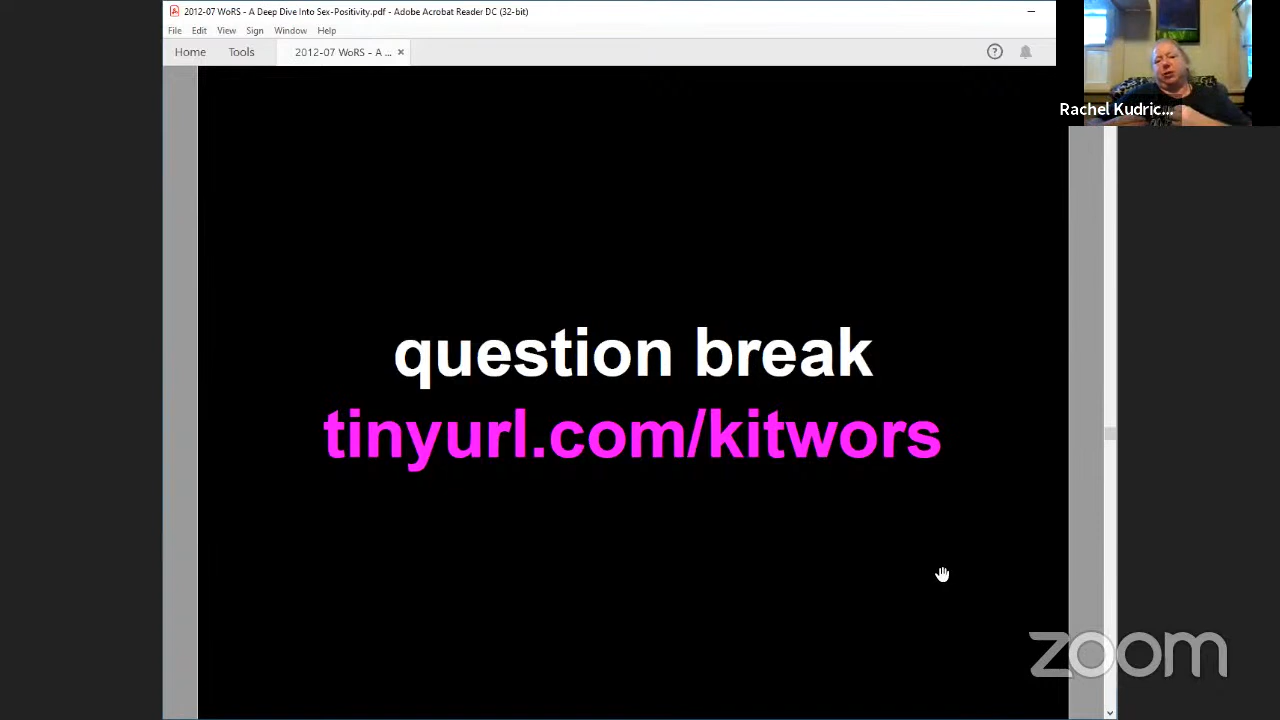 2012-07 WoRS - A Deep Dive Into Sex-Positivity.pdf - Adobe Acrobat Reader DC (32-bit)
File Edit View Sign Window Help
Home Tools 2012-07 WoRS - A ... ×
Rachel Kudric...
question break
tinyurl.com/kitwors
zoom